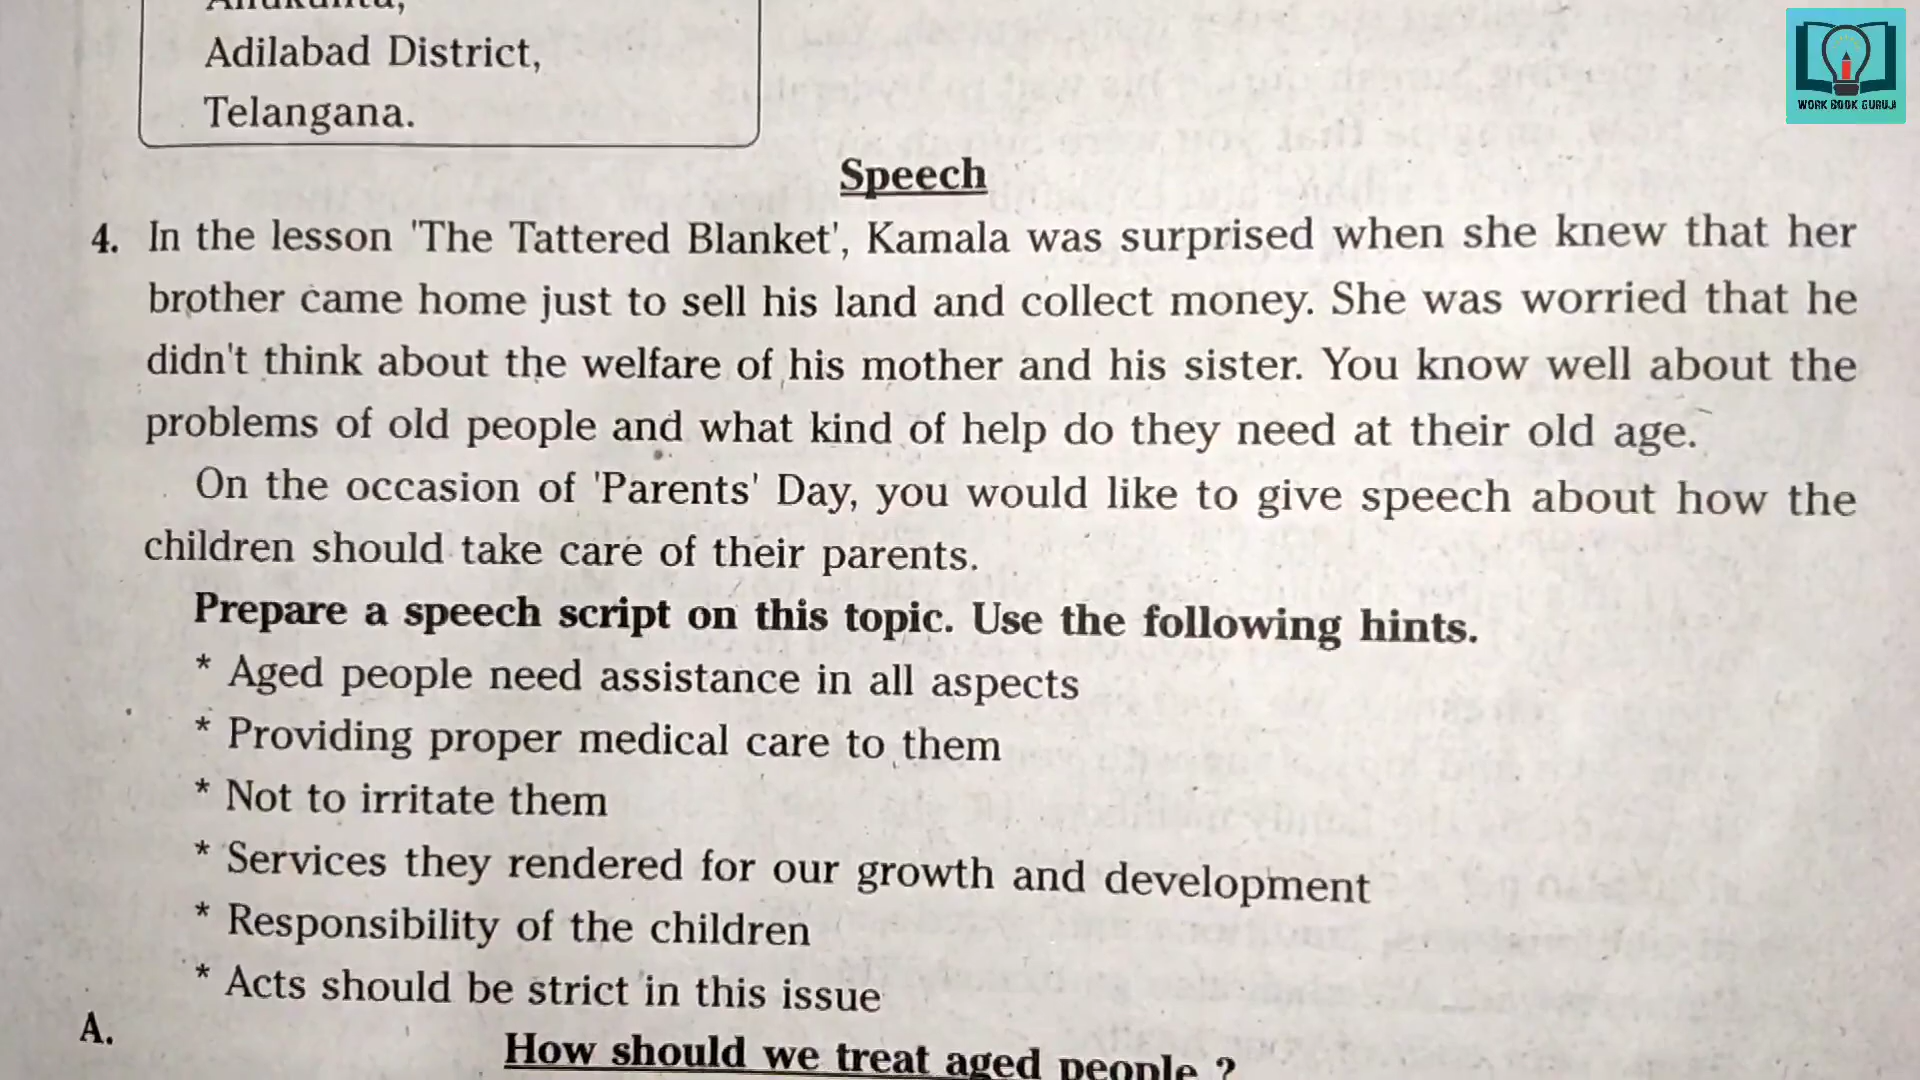 Adilabad District,
Telangana.
WORK BOOK GURUJI
Speech
4. In the lesson 'The Tattered Blanket', Kamala was surprised when she knew that her
brother came home just to sell his land and collect money. She was worried that he
didn't think about the welfare of his mother and his sister. You know well about the
problems of old people and what kind of help do they need at their old age.
On the occasion of 'Parents' Day, you would like to give speech about how the
children should take care of their parents.
Prepare a speech script on this topic. Use the following hints.
* Aged people need assistance in all aspects
* Providing proper medical care to them
* Not to irritate them
* Services they rendered for our growth and development
* Responsibility of the children
* Acts should be strict in this issue
A.
How should we treat aged people ?